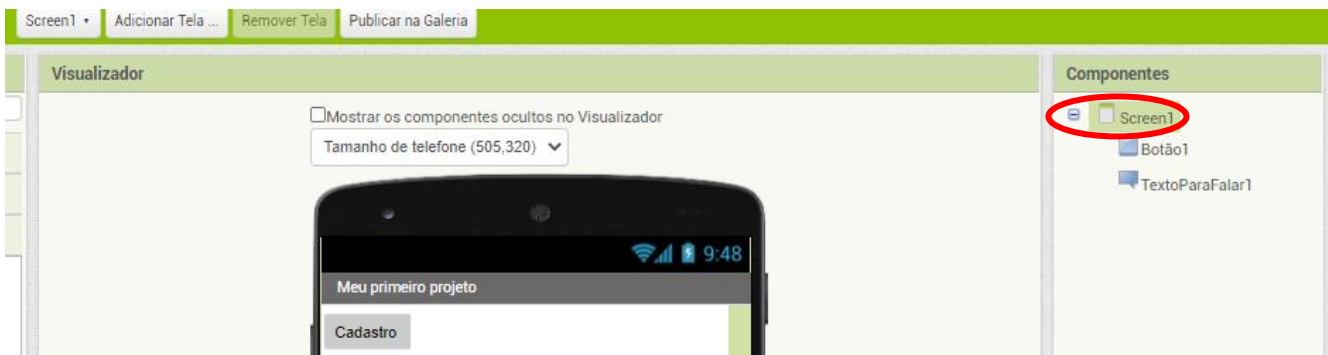 Screen1 Adicionar Tela ... Remover Tela Publicar na Galeria
Visualizador
Mostrar os componentes ocultos no Visualizador
Tamanho de telefone (505,320)
9:48
Meu primeiro projeto
Cadastro
Componentes
Screen1
Botão1
TextoParaFalar1